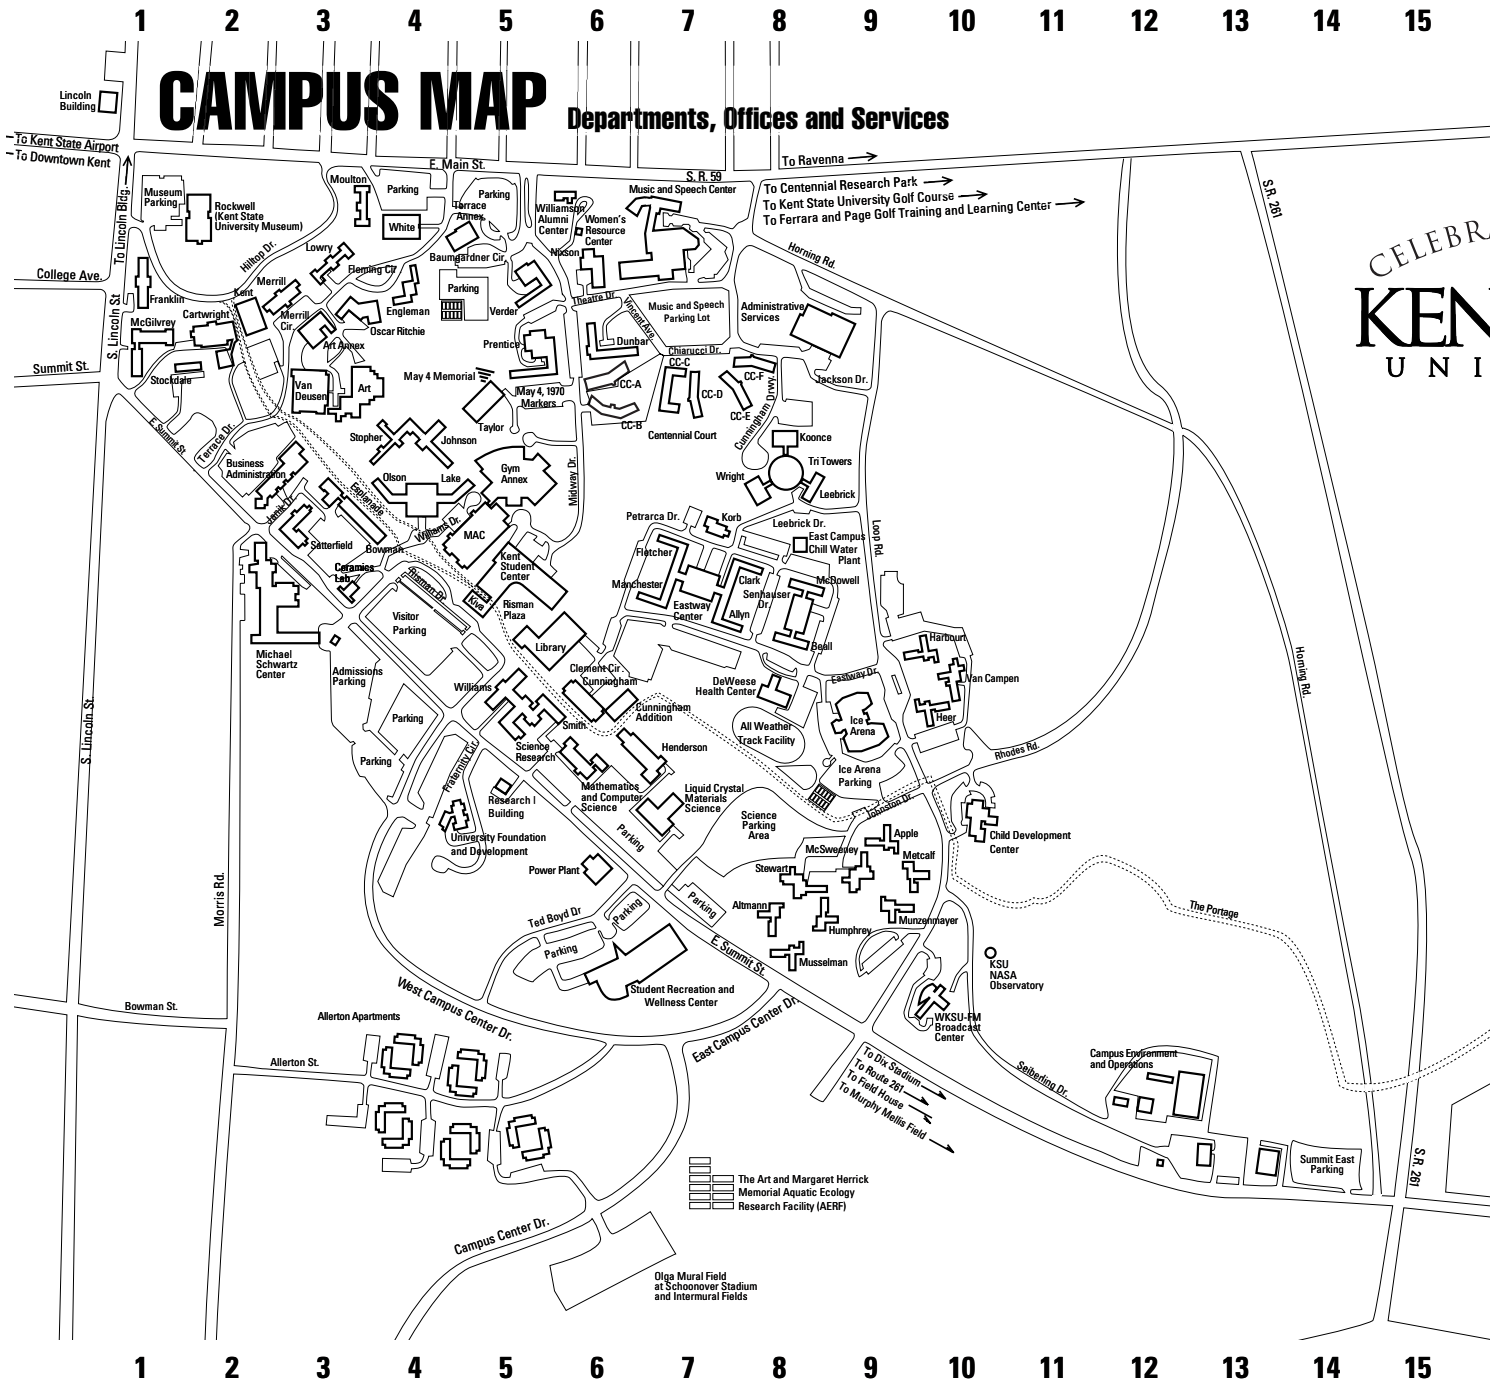 1 2 3 4 5 6 7 8 9 10 11 12 13 14 15
CAMPUS MAP
Departments, Offices and Services
Lincoln
Building
To Kent State Airport
To Downtown Kent
E. Main St.
S. R. 59
To Ravenna
To Centennial Research Park
To Kent State University Golf Course
To Ferrara and Page Golf Training and Learning Center
S.R. 261
CELEBRA
KEN
UNI
To Lincoln Bldg.
Museum
Parking
Rockwell
(Kent State
University Museum)
Moulton
Parking
White
Terrace
Annex
Parking
Williamson
Alumni
Center
Women's
Resource
Center
Music and Speech Center
Nixson
Lowry
Hilltop Dr.
Fleming Cir
Baumgardner Cir.
Horning Rd.
College Ave.
Franklin
S. Lincoln St
McGilvrey
Cartwright
Kent
Merrill
Merrill
Cir.
Engleman
Oscar Ritchie
Art Annex
Parking
Verder
Theatre Dr
Vincent Ave
Music and Speech
Parking Lot
Administrative
Services
Prentice
Dunbar
Chiarucci Dr.
Summit St.
Stockdale
Van
Deusen
Art
May 4 Memorial
May 4, 1970
Markers
Taylor
CC-A
CC-B
CC-C
CC-D
CC-E
CC-F
Centennial Court
Cunningham Drwy.
Jackson Dr.
E. Summit St
Terrace Dr.
Stopher
Johnson
Business
Administration
Olson
Lake
Gym
Annex
Midway Dr.
Koonce
Tri Towers
Wright
Leebrick
Janik Dr
Esplanade
Satterfield
Bowman
Williams Dr.
MAC
Kent
Student
Center
Petrarca Dr.
Korb
Leebrick Dr.
East Campus
Chill Water
Plant
Loop Rd.
Fletcher
Manchester
Eastway
Center
Clark
Allyn
Senhauser
Dr.
McDowell
Beall
Ceramics
Lab
Risman Dr.
Kiva
Risman
Plaza
Visitor
Parking
Library
Michael
Schwartz
Center
Admissions
Parking
Parking
Parking
Williams
Clement Cir.
Cunningham
Cunningham
Addition
Smith
Science
Research
Henderson
DeWeese
Health Center
All Weather
Track Facility
Eastway Dr.
Ice
Arena
Ice Arena
Parking
Harbourt
Van Campen
Heer
Rhodes Rd.
Horning Rd.
S. Lincoln St.
Fraternity Cir.
Research I
Building
Mathematics
and Computer
Science
Liquid Crystal
Materials
Science
Parking
Science
Parking
Area
Johnston Dr.
University Foundation
and Development
Power Plant
Child Development
Center
Apple
McSweeney
Metcalf
Stewart
Altmann
Humphrey
Munzenmayer
Musselman
Parking
The Portage
Morris Rd.
Ted Boyd Dr
Parking
Parking
E. Summit St.
Student Recreation and
Wellness Center
KSU
NASA
Observatory
WKSU-FM
Broadcast
Center
West Campus Center Dr.
East Campus Center Dr.
Bowman St.
Allerton Apartments
Allerton St.
To Dix Stadium
To Route 261
To Field House
To Murphy Mellis Field
Seiberling Dr.
Campus Environment
and Operations
Summit East
Parking
S.R. 261
The Art and Margaret Herrick
Memorial Aquatic Ecology
Research Facility (AERF)
Campus Center Dr.
Olga Mural Field
at Schoonover Stadium
and Intermural Fields
1 2 3 4 5 6 7 8 9 10 11 12 13 14 15